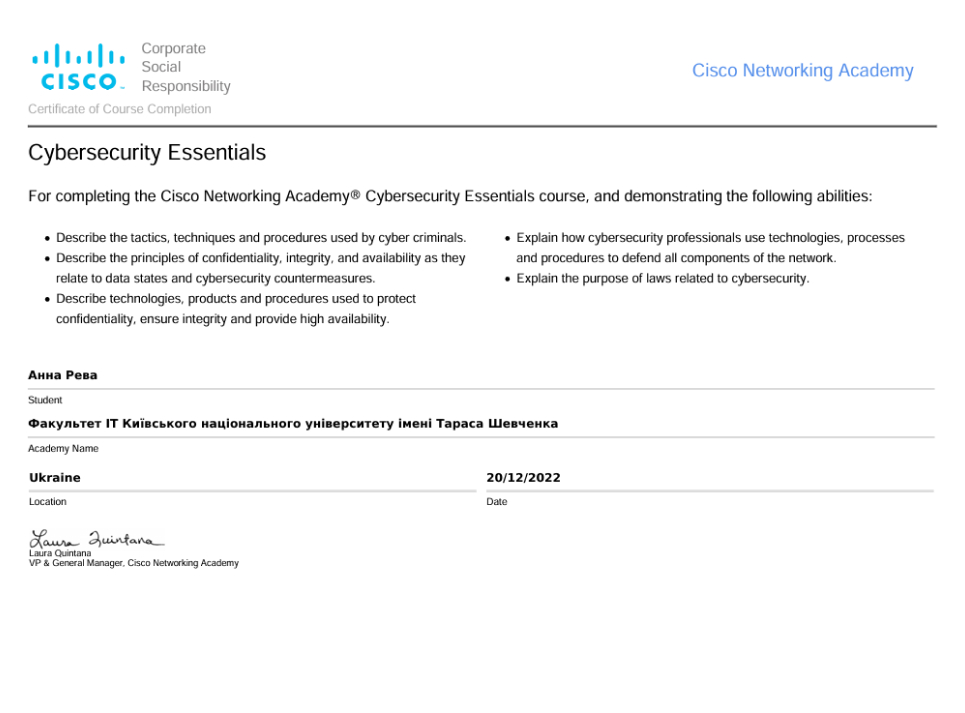 Corporate
Social
Responsibility
CISCO™
Cisco Networking Academy
Certificate of Course Completion
Cybersecurity Essentials
For completing the Cisco Networking Academy® Cybersecurity Essentials course, and demonstrating the following abilities:
• Describe the tactics, techniques and procedures used by cyber criminals.
• Describe the principles of confidentiality, integrity, and availability as they
relate to data states and cybersecurity countermeasures.
• Describe technologies, products and procedures used to protect
confidentiality, ensure integrity and provide high availability.
• Explain how cybersecurity professionals use technologies, processes
and procedures to defend all components of the network.
• Explain the purpose of laws related to cybersecurity.
Анна Рева
Student
Факультет ІТ Київського національного університету імені Тараса Шевченка
Academy Name
Ukraine
Location
20/12/2022
Date
Laura Quintana
Laura Quintana
VP & General Manager, Cisco Networking Academy